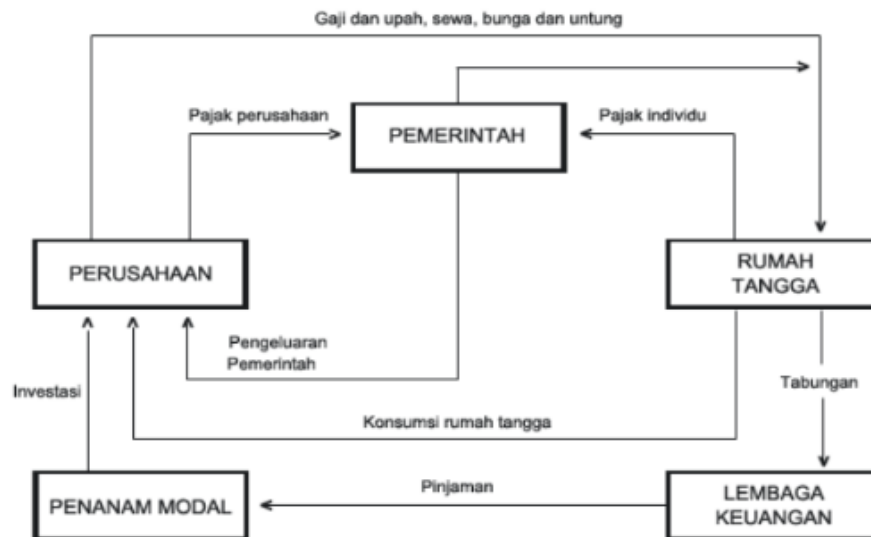 Gaji dan upah, sewa, bunga dan untung
Pajak perusahaan
PEMERINTAH
Pajak individu
PERUSAHAAN
RUMAH
TANGGA
Pengeluaran
Pemerintah
Investasi
Tabungan
Konsumsi rumah tangga
PENANAM MODAL
Pinjaman
LEMBAGA
KEUANGAN